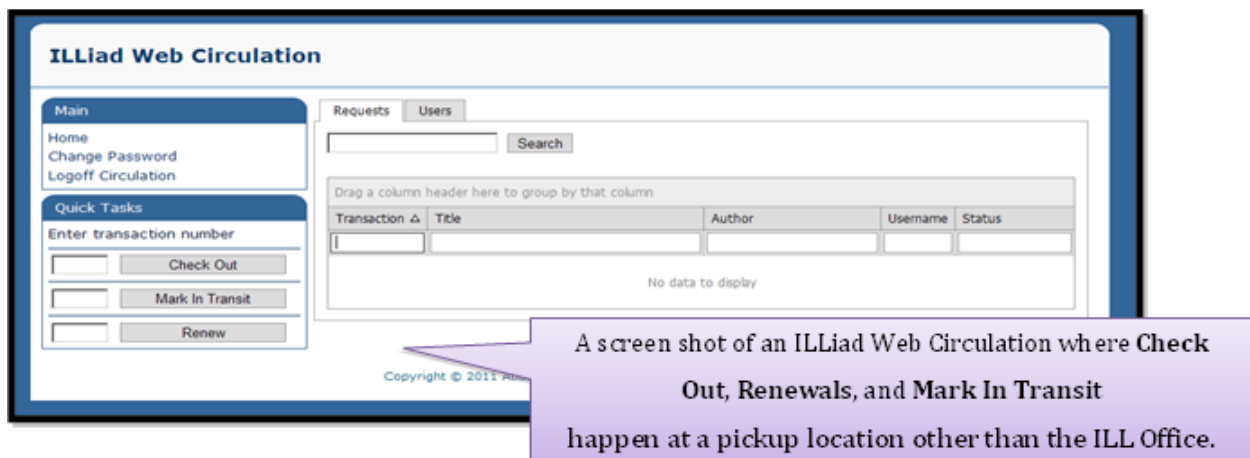 ILLiad Web Circulation
Main
Home
Change Password
Logoff Circulation
Quick Tasks
Enter transaction number
Check Out
Mark In Transit
Renew
Requests Users
Search
Drag a column header here to group by that column
Transaction Title Author Username Status
No data to display
Copyright © 2011
A screen shot of an ILLiad Web Circulation where Check
Out, Renewals, and Mark In Transit
happen at a pickup location other than the ILL Office.